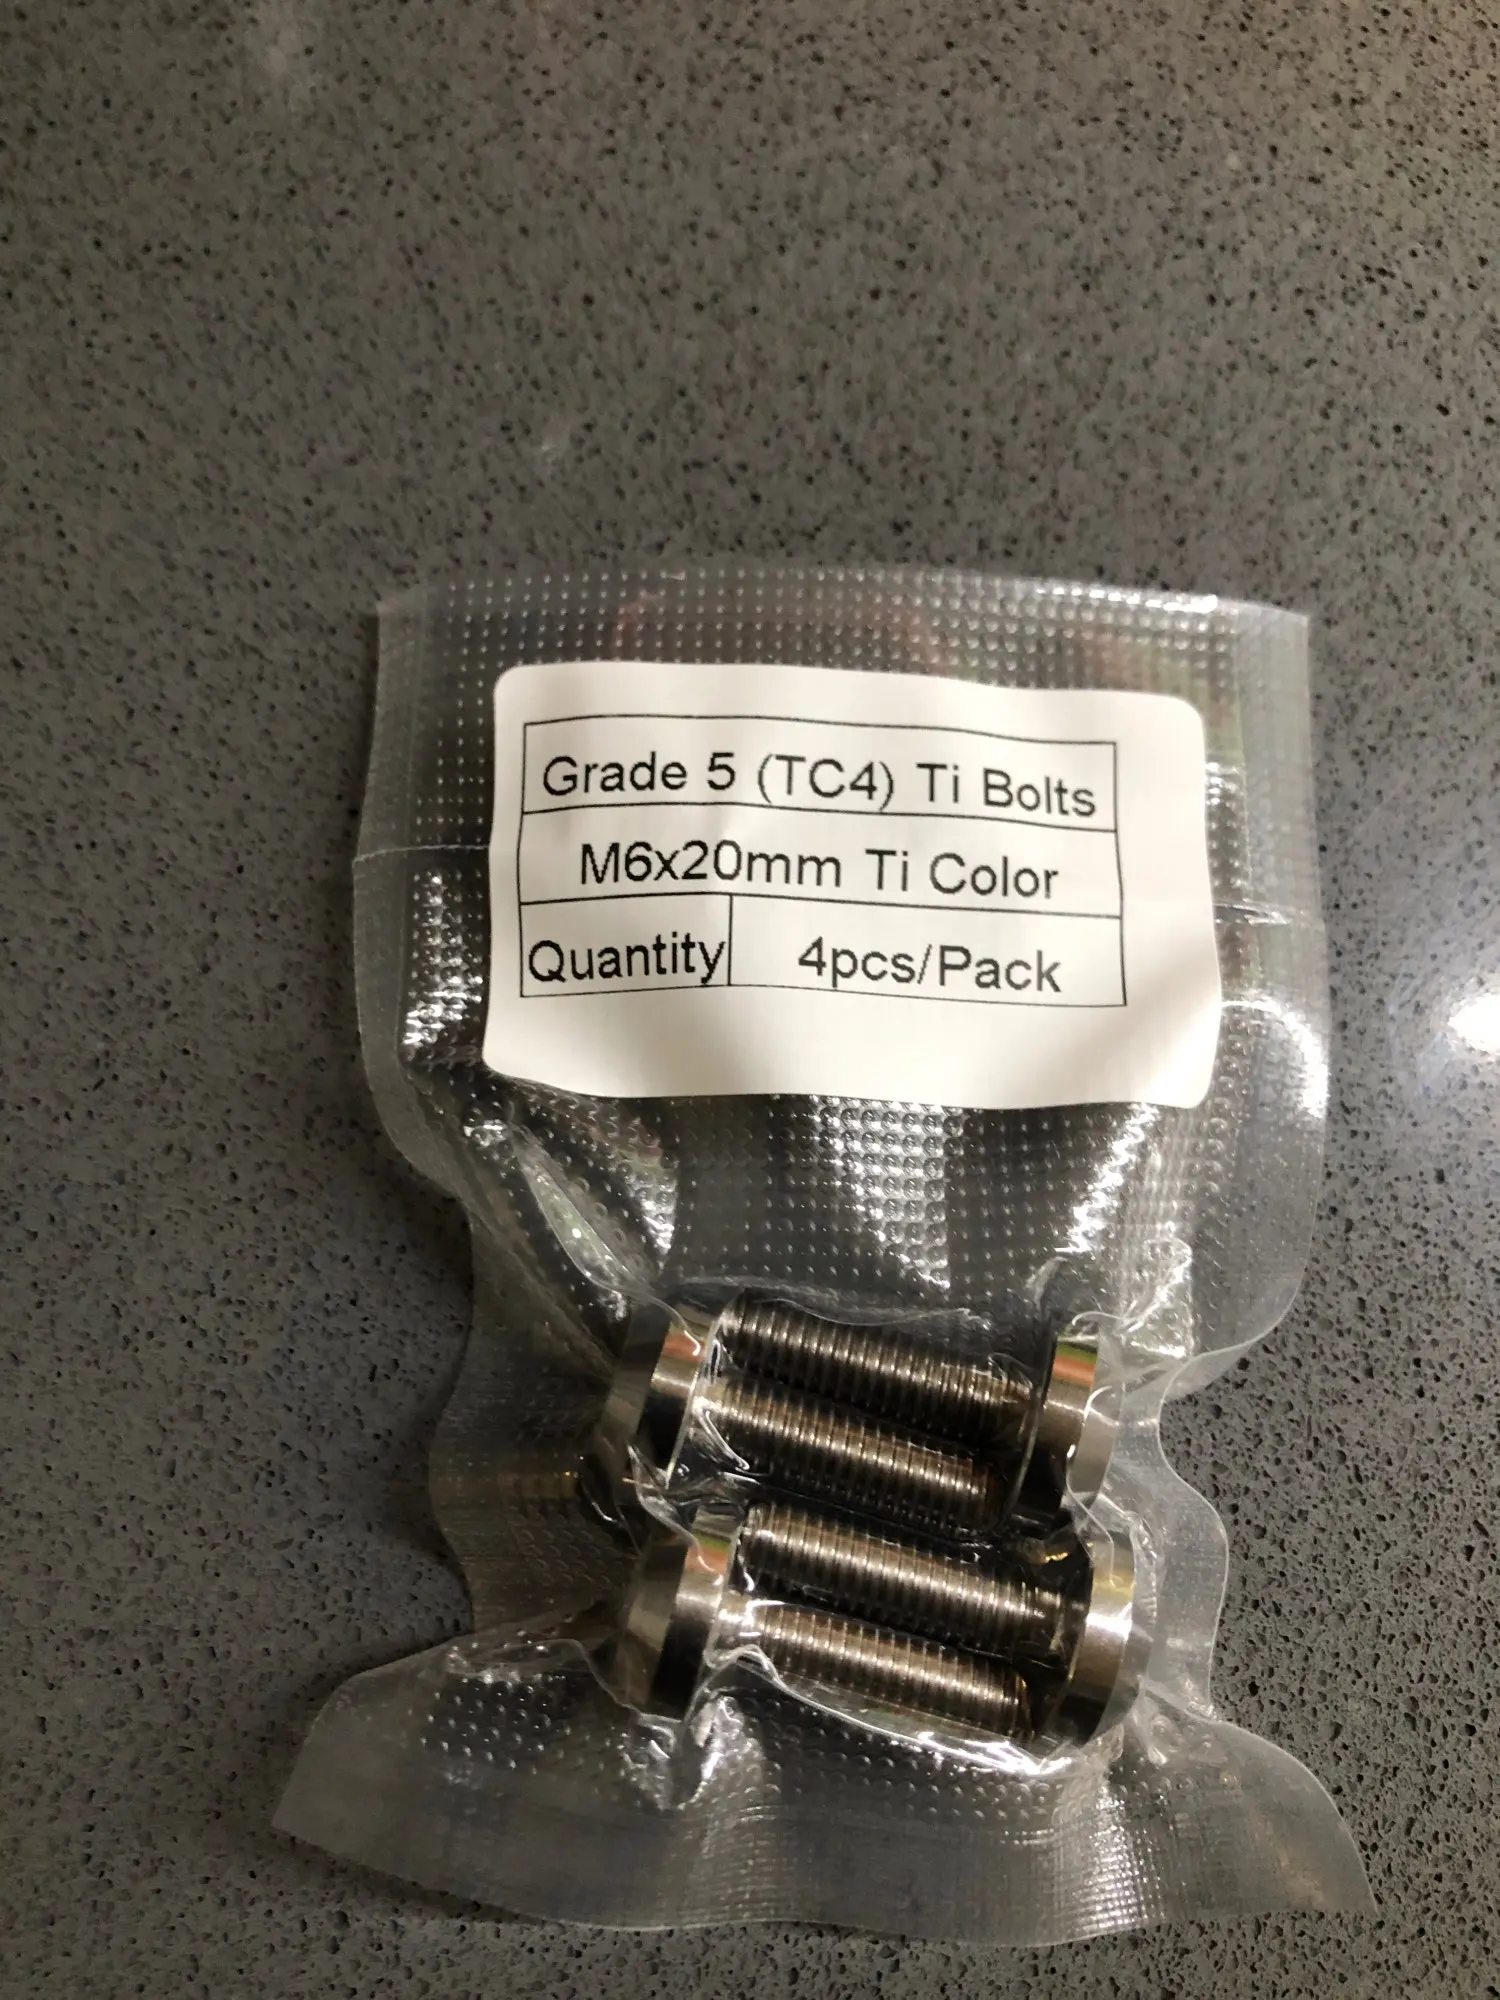 Grade 5 (TC4) Ti Bolts
M6x20mm Ti Color
Quantity 4pcs/Pack